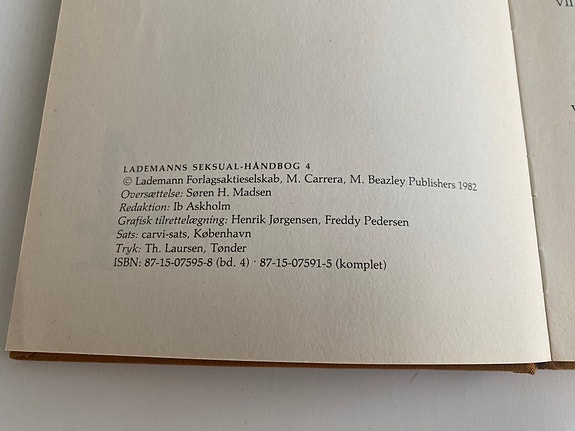 LADEMANNS SEKSUAL-HÅNDBOG 4
© Lademann Forlagsaktieselskab, M. Carrera, M. Beazley Publishers 1982
Oversættelse: Søren H. Madsen
Redaktion: Ib Askholm
Grafisk tilrettelægning: Henrik Jørgensen, Freddy Pedersen
Sats: carvi-sats, København
Tryk: Th. Laursen, Tønder
ISBN: 87-15-07595-8 (bd. 4) · 87-15-07591-5 (komplet)
VII